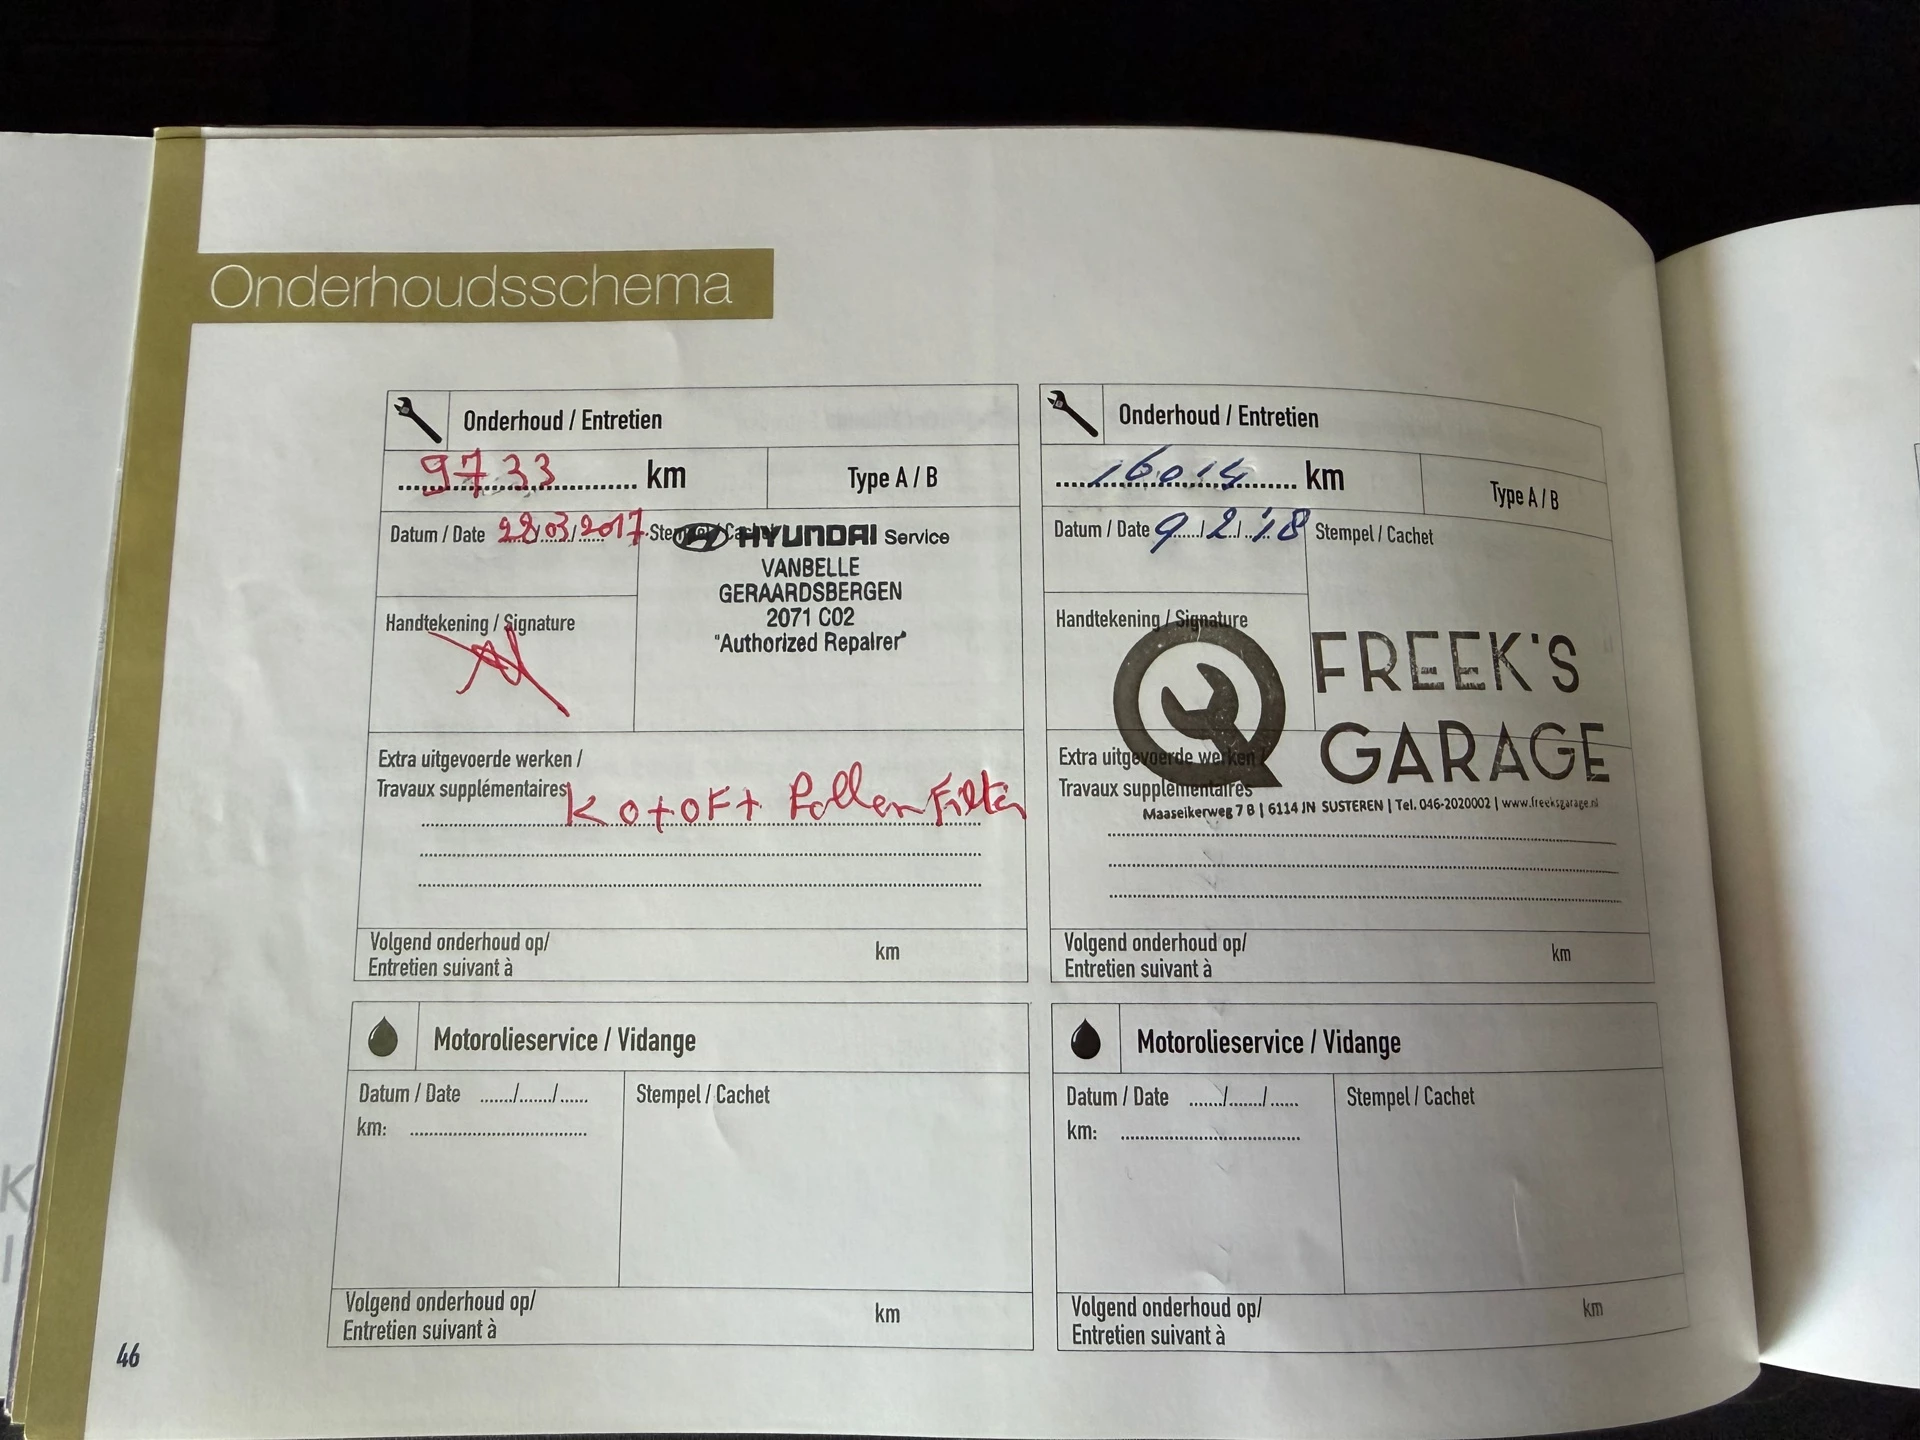 Onderhoudsschema
Onderhoud / Entretien
9733 km
Type A / B
Datum / Date 28/03/2017
Stempel / Cachet
HYUNDAI Service
VANBELLE
GERAARDSBERGEN
2071 C02
"Authorized Repairer"
Handtekening / Signature
Extra uitgevoerde werken /
Travaux supplémentaires
K o+oF+ Pollenfilter
Volgend onderhoud op/
Entretien suivant à
km
Onderhoud / Entretien
16014 km
Type A / B
Datum / Date 9/2/18
Stempel / Cachet
Handtekening / Signature
FREEK'S
GARAGE
Extra uitgevoerde werken /
Travaux supplémentaires
Maaseikerweg 7 B | 6114 JN SUSTEREN | Tel. 046-2020002 | www.freeksgarage.nl
Volgend onderhoud op/
Entretien suivant à
km
Motorolieservice / Vidange
Datum / Date ....../......./......
Stempel / Cachet
km:
Volgend onderhoud op/
Entretien suivant à
km
Motorolieservice / Vidange
Datum / Date ....../......./......
Stempel / Cachet
km:
Volgend onderhoud op/
Entretien suivant à
km
46